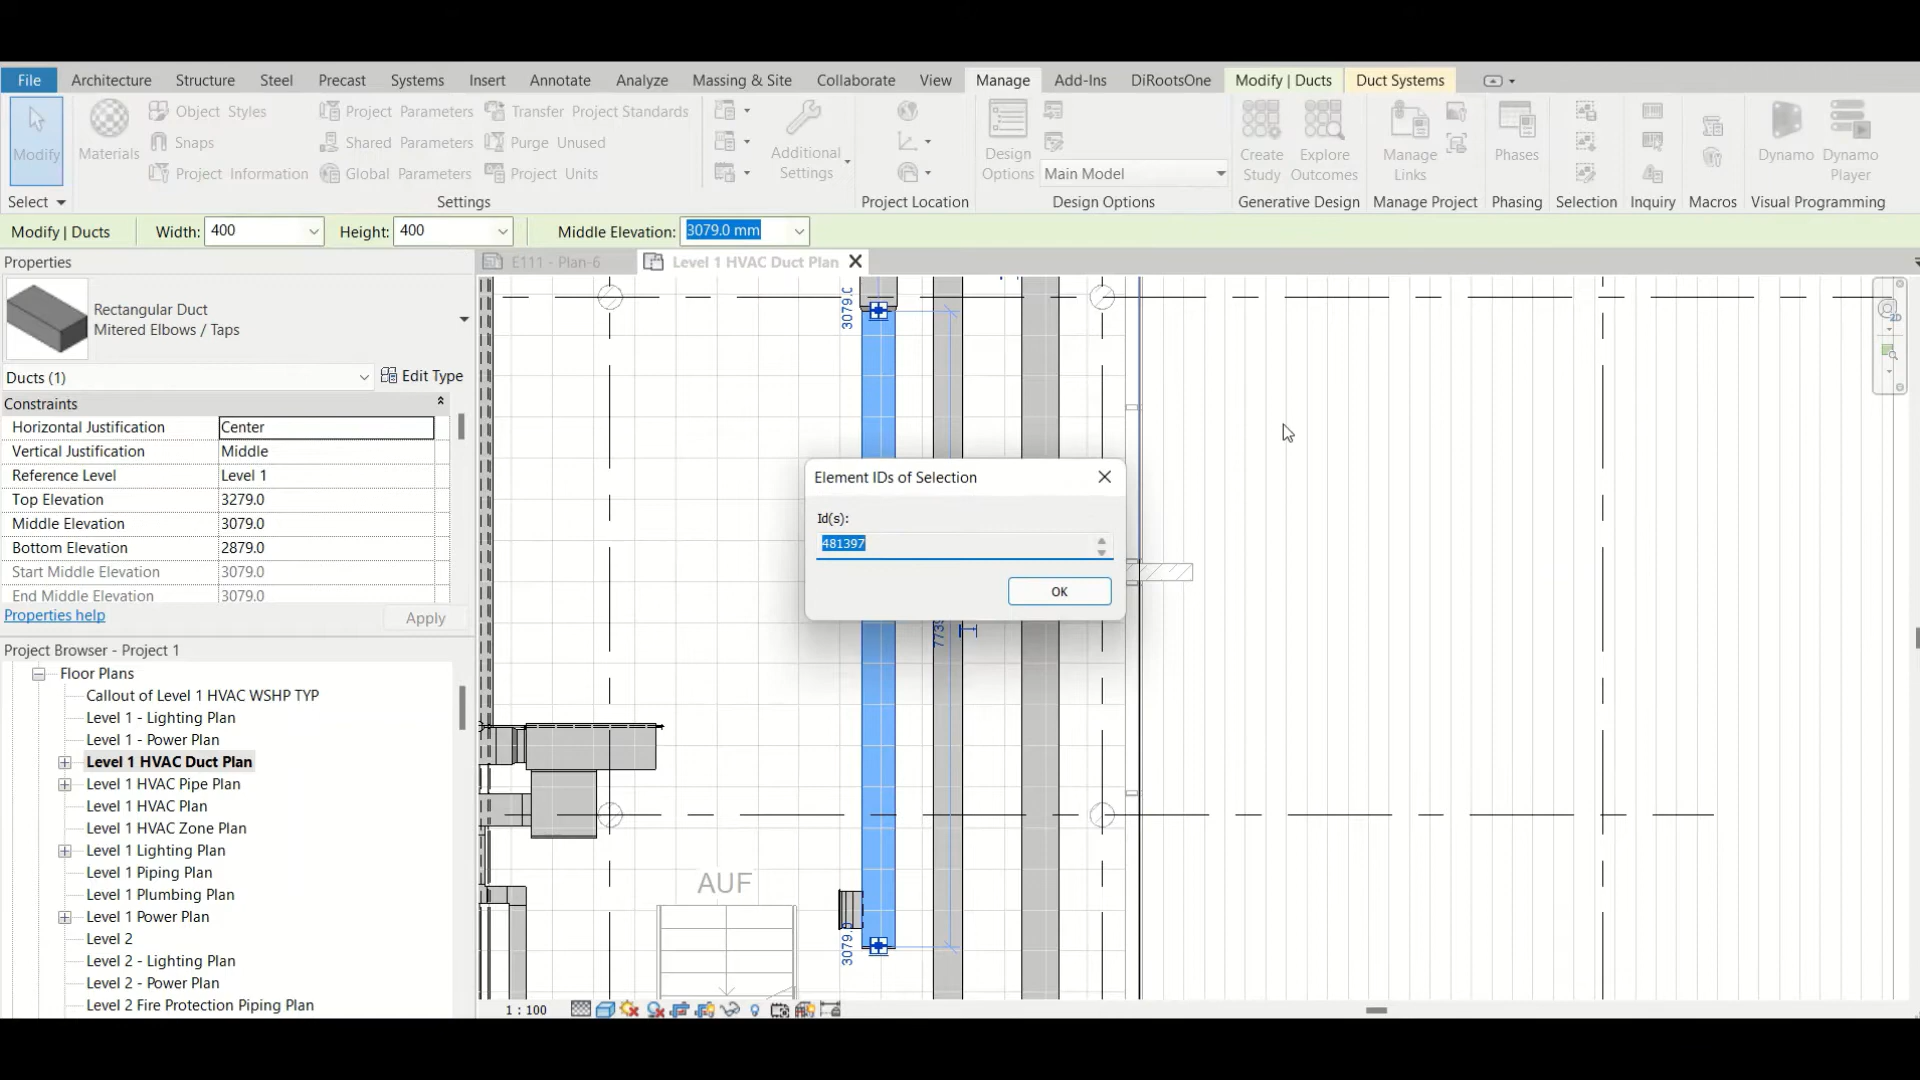 File Architecture Structure Steel Precast Systems Insert Annotate Analyze Massing & Site Collaborate View Manage Add-Ins DiRootsOne Modify | Ducts Duct Systems
Modify
Materials
Object Styles
Snaps
Project Information
Project Parameters
Shared Parameters
Global Parameters
Transfer Project Standards
Purge Unused
Project Units
Additional
Settings
Design
Options
Main Model
Create
Study
Explore
Outcomes
Manage
Links
Phases
Dynamo
Dynamo
Player
Select Settings Project Location Design Options Generative Design Manage Project Phasing Selection Inquiry Macros Visual Programming
Modify | Ducts Width: 400 Height: 400 Middle Elevation: 3079.0 mm
Properties
E111 - Plan-6
Level 1 HVAC Duct Plan
Rectangular Duct
Mitered Elbows / Taps
Ducts (1)
Edit Type
Constraints
Horizontal Justification Center
Vertical Justification Middle
Reference Level Level 1
Top Elevation 3279.0
Middle Elevation 3079.0
Bottom Elevation 2879.0
Start Middle Elevation 3079.0
End Middle Elevation 3079.0
Properties help
Apply
Project Browser - Project 1
Floor Plans
Callout of Level 1 HVAC WSHP TYP
Level 1 - Lighting Plan
Level 1 - Power Plan
Level 1 HVAC Duct Plan
Level 1 HVAC Pipe Plan
Level 1 HVAC Plan
Level 1 HVAC Zone Plan
Level 1 Lighting Plan
Level 1 Piping Plan
Level 1 Plumbing Plan
Level 1 Power Plan
Level 2
Level 2 - Lighting Plan
Level 2 - Power Plan
Level 2 Fire Protection Piping Plan
2D
Element IDs of Selection
Id(s):
481397
OK
AUF
1 : 100